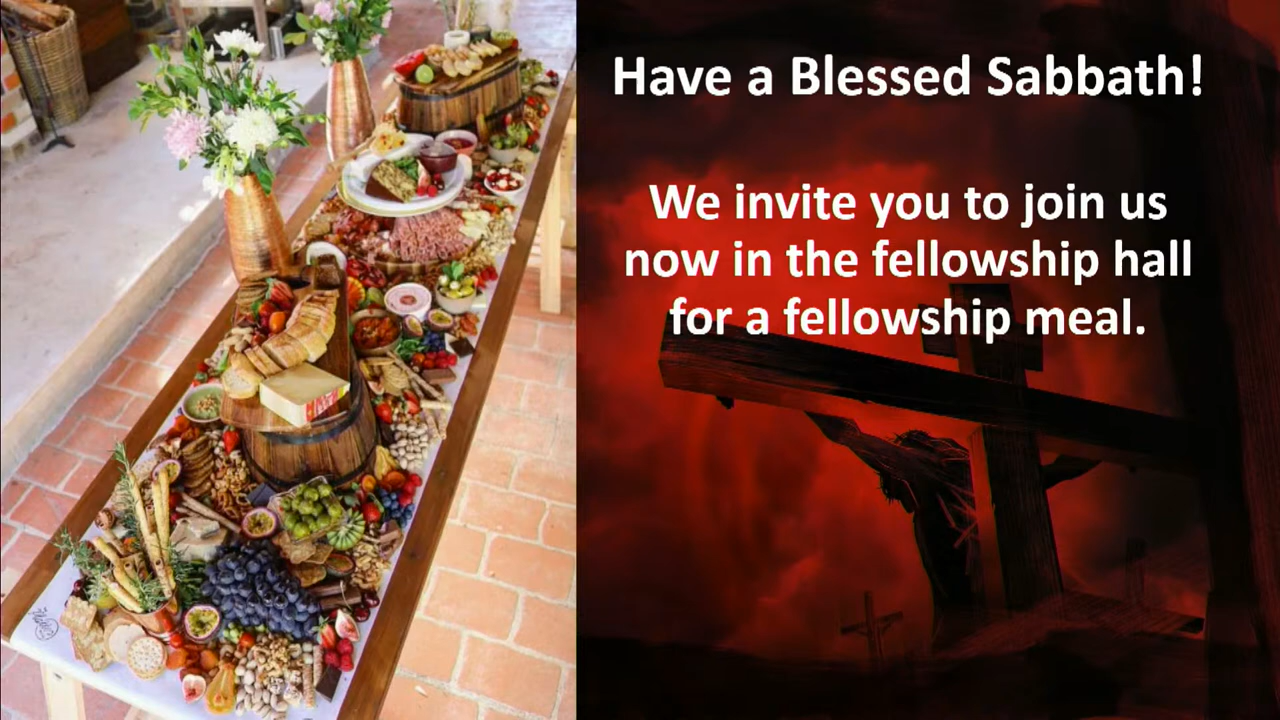 Have a Blessed Sabbath!
We invite you to join us
now in the fellowship hall
for a fellowship meal.